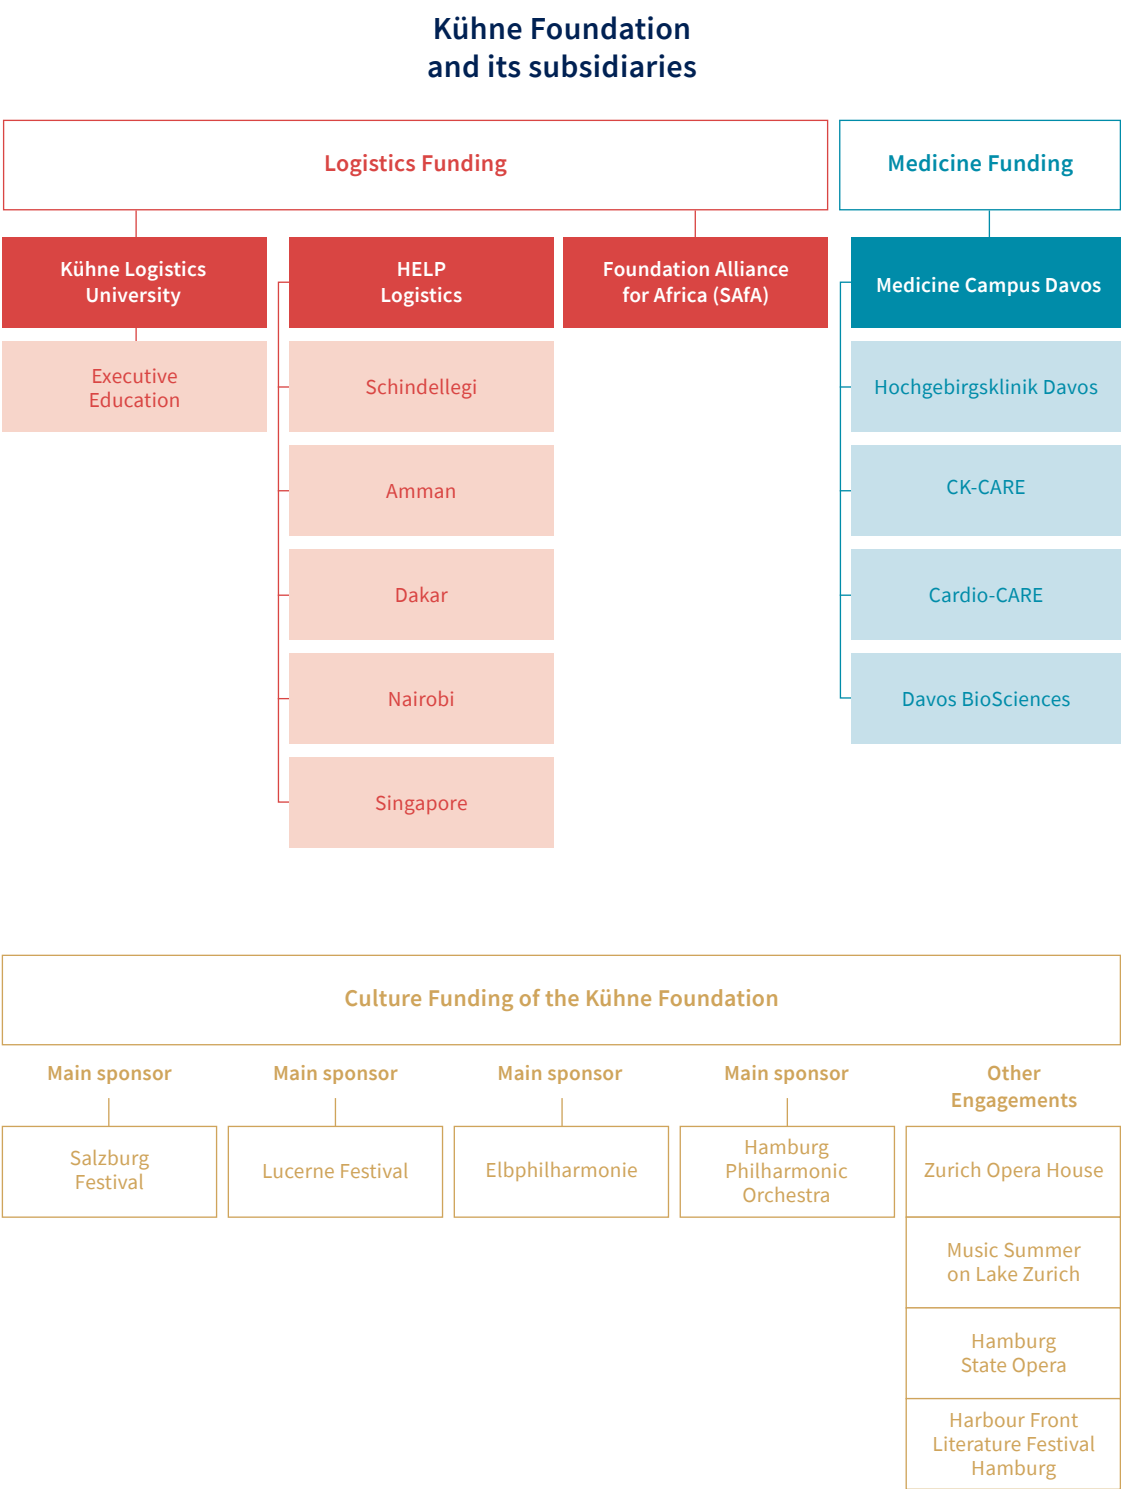 Kühne Foundation
and its subsidiaries
Logistics Funding
Medicine Funding
Kühne Logistics
University
Executive
Education
HELP
Logistics
Schindellegi
Amman
Dakar
Nairobi
Singapore
Foundation Alliance
for Africa (SAfA)
Medicine Campus Davos
Hochgebirgsklinik Davos
CK-CARE
Cardio-CARE
Davos BioSciences
Culture Funding of the Kühne Foundation
Main sponsor
Salzburg
Festival
Main sponsor
Lucerne Festival
Main sponsor
Elbphilharmonie
Main sponsor
Hamburg
Philharmonic
Orchestra
Other
Engagements
Zurich Opera House
Music Summer
on Lake Zurich
Hamburg
State Opera
Harbour Front
Literature Festival
Hamburg